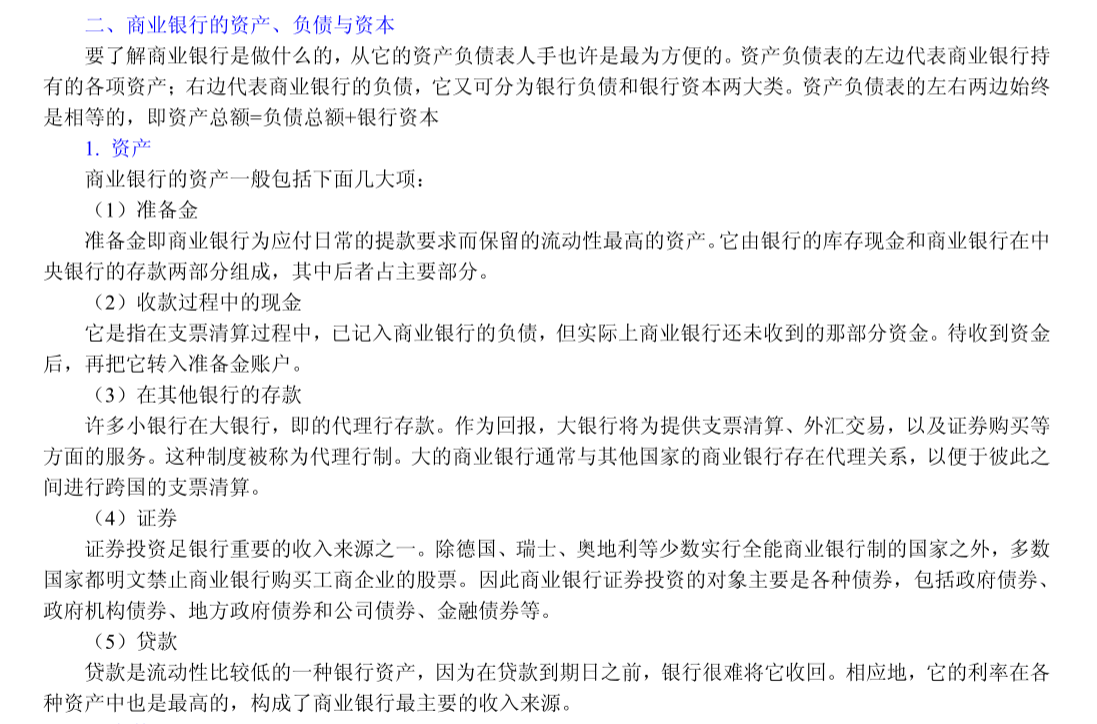 二、商业银行的资产、负债与资本
要了解商业银行是做什么的，从它的资产负债表人手也许是最为方便的。资产负债表的左边代表商业银行持
有的各项资产；右边代表商业银行的负债，它又可分为银行负债和银行资本两大类。资产负债表的左右两边始终
是相等的，即资产总额=负债总额+银行资本
1. 资产
商业银行的资产一般包括下面几大项：
（1）准备金
准备金即商业银行为应付日常的提款要求而保留的流动性最高的资产。它由银行的库存现金和商业银行在中
央银行的存款两部分组成，其中后者占主要部分。
（2）收款过程中的现金
它是指在支票清算过程中，已记入商业银行的负债，但实际上商业银行还未收到的那部分资金。待收到资金
后，再把它转入准备金账户。
（3）在其他银行的存款
许多小银行在大银行，即的代理行存款。作为回报，大银行将为提供支票清算、外汇交易，以及证券购买等
方面的服务。这种制度被称为代理行制。大的商业银行通常与其他国家的商业银行存在代理关系，以便于彼此之
间进行跨国的支票清算。
（4）证券
证券投资足银行重要的收入来源之一。除德国、瑞士、奥地利等少数实行全能商业银行制的国家之外，多数
国家都明文禁止商业银行购买工商企业的股票。因此商业银行证券投资的对象主要是各种债券，包括政府债券、
政府机构债券、地方政府债券和公司债券、金融债券等。
（5）贷款
贷款是流动性比较低的一种银行资产，因为在贷款到期日之前，银行很难将它收回。相应地，它的利率在各
种资产中也是最高的，构成了商业银行最主要的收入来源。